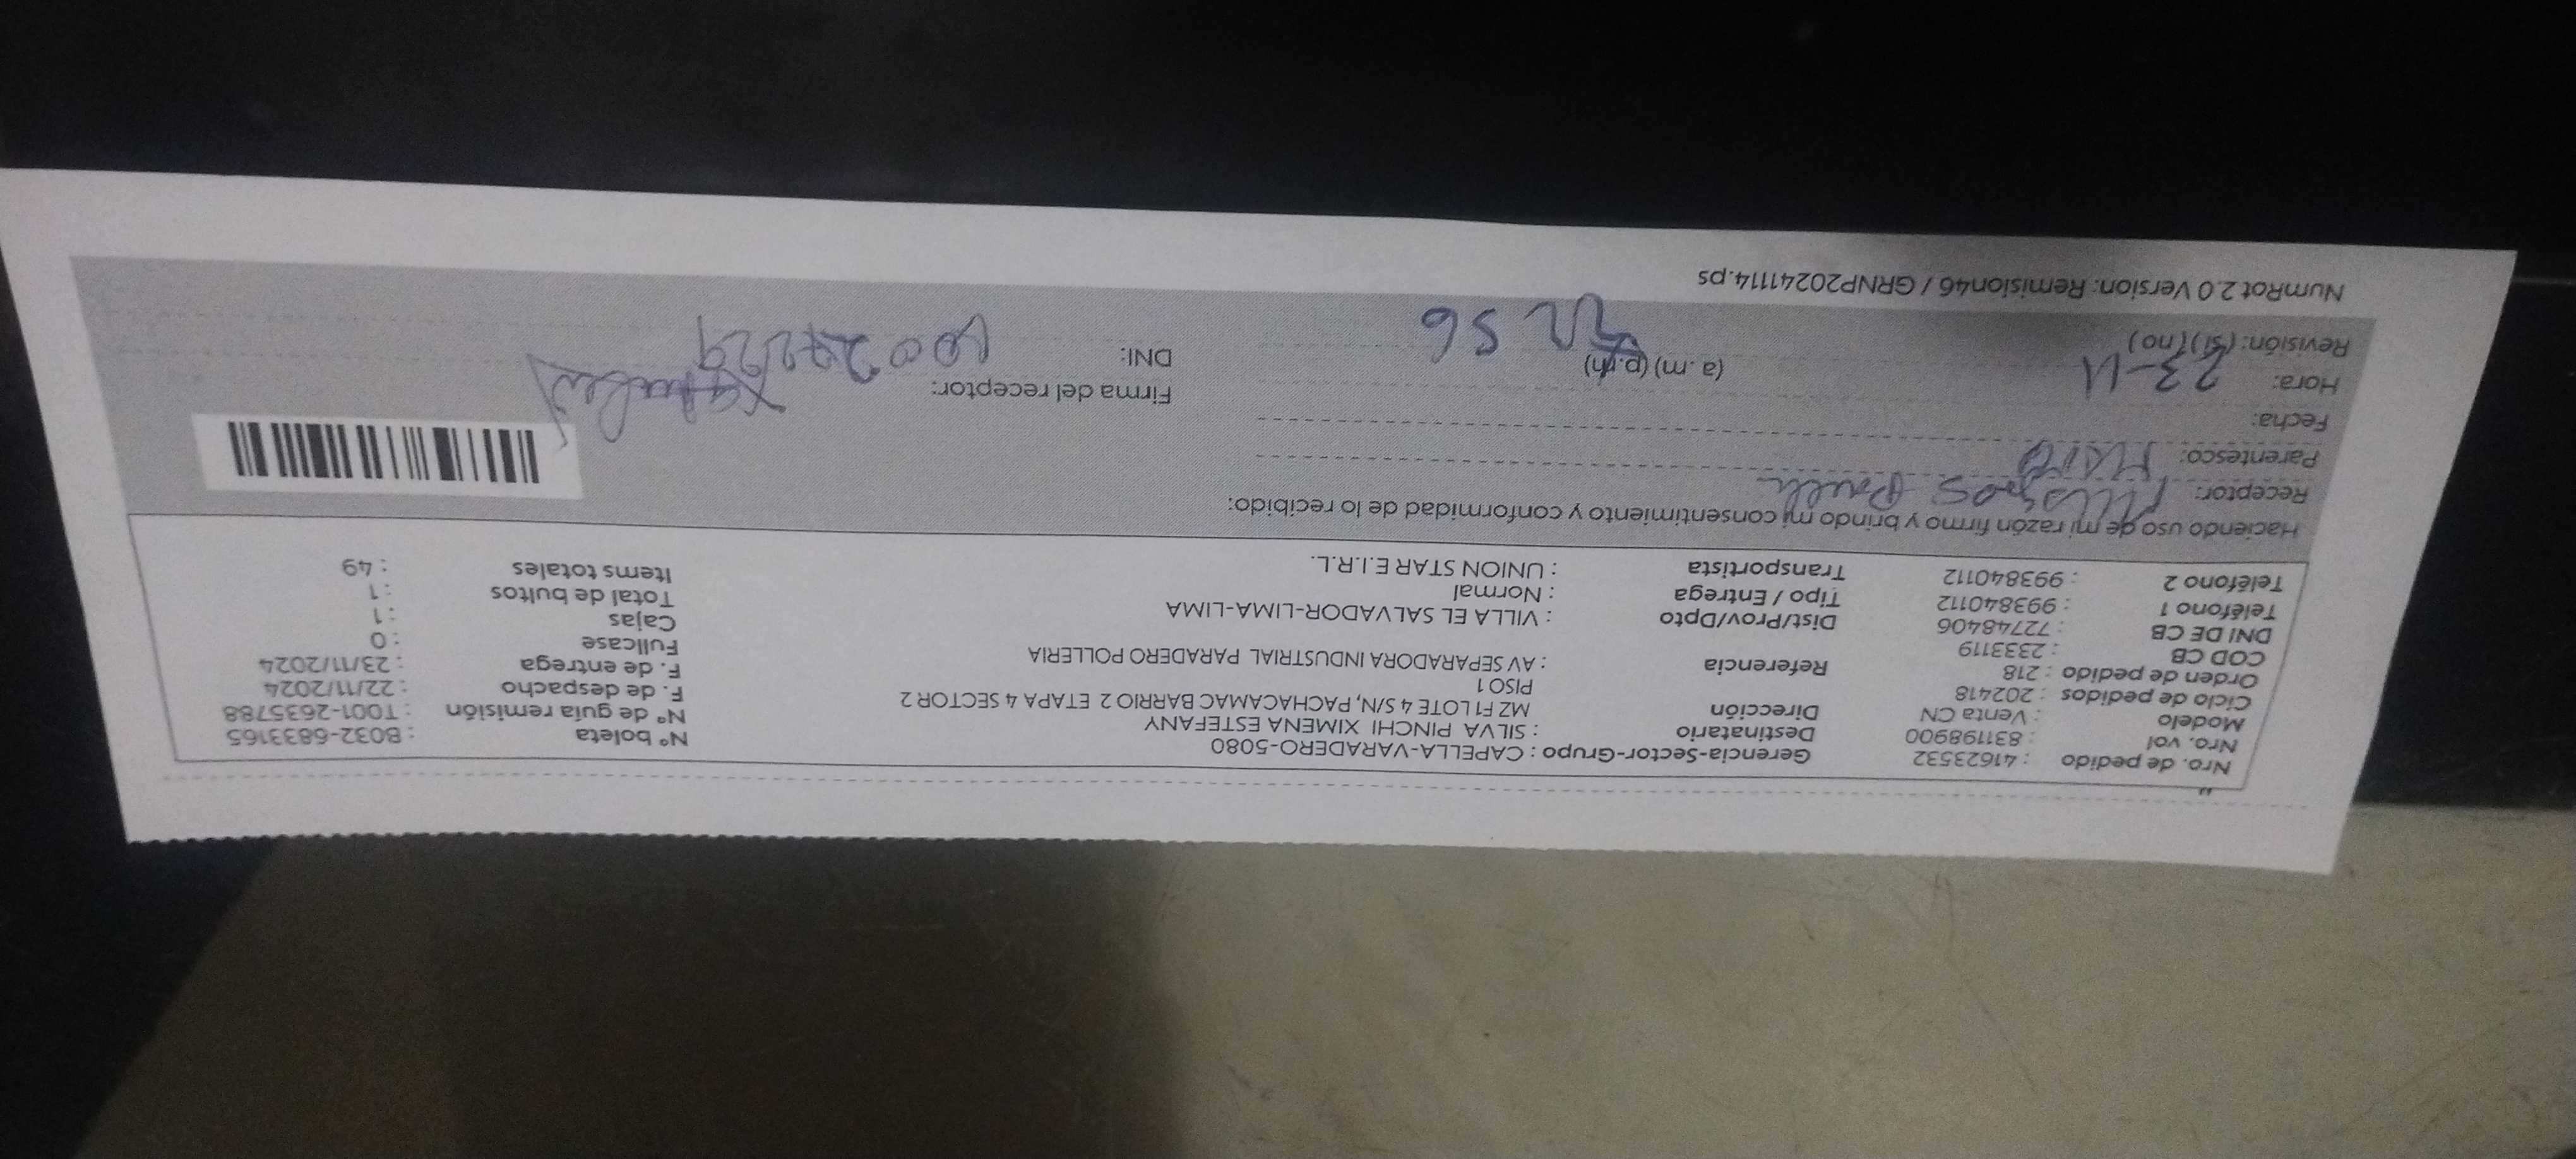 Nro. de pedido : 41623532 Gerencia-Sector-Grupo : CAPELLA-VARADERO-5080 N° boleta : B032-6833165
Nro. vol : 831198900 Destinatario : SILVA PINCHI XIMENA ESTEFANY N° de guía remisión : T001-2635788
Modelo : Venta CN Dirección MZ F1 LOTE 4 S/N, PACHACAMAC BARRIO 2 ETAPA 4 SECTOR 2 F. de despacho : 22/11/2024
Ciclo de pedidos : 202418 PISO 1 F. de entrega : 23/11/2024
Orden de pedido : 218 Referencia : AV SEPARADORA INDUSTRIAL PARADERO POLLERIA Fullcase : 0
COD CB : 2333119 Cajas : 1
DNI DE CB : 72748406 Dist/Prov/Dpto : VILLA EL SALVADOR-LIMA-LIMA Total de bultos : 1
Teléfono 1 : 993840112 Tipo / Entrega : Normal Items totales : 49
Teléfono 2 : 993840112 Transportista : UNION STAR E.I.R.L.
Haciendo uso de mi razón firmo y brindo mi consentimiento y conformidad de lo recibido:
Receptor:
Parentesco:
Fecha:
Hora: 23-11 (a.m) (p.m) Firma del receptor:
Revisión: (si) (no) 56 DNI:
NumRot 2.0 Version: Remision46 / GRNP20241114.ps